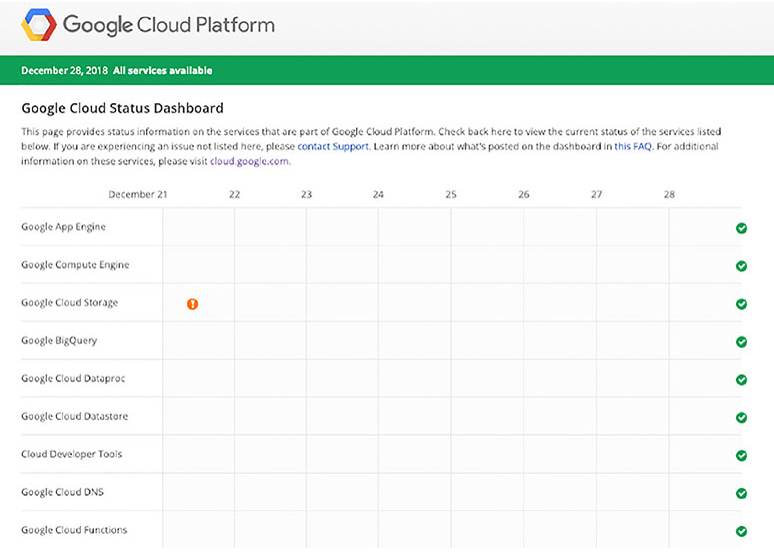 Google Cloud Platform
December 28, 2018 All services available
Google Cloud Status Dashboard
This page provides status information on the services that are part of Google Cloud Platform. Check back here to view the current status of the services listed
below. If you are experiencing an issue not listed here, please contact Support. Learn more about what's posted on the dashboard in this FAQ. For additional
information on these services, please visit cloud.google.com.
December 21 22 23 24 25 26 27 28
Google App Engine
Google Compute Engine
Google Cloud Storage
Google BigQuery
Google Cloud Dataproc
Google Cloud Datastore
Cloud Developer Tools
Google Cloud DNS
Google Cloud Functions